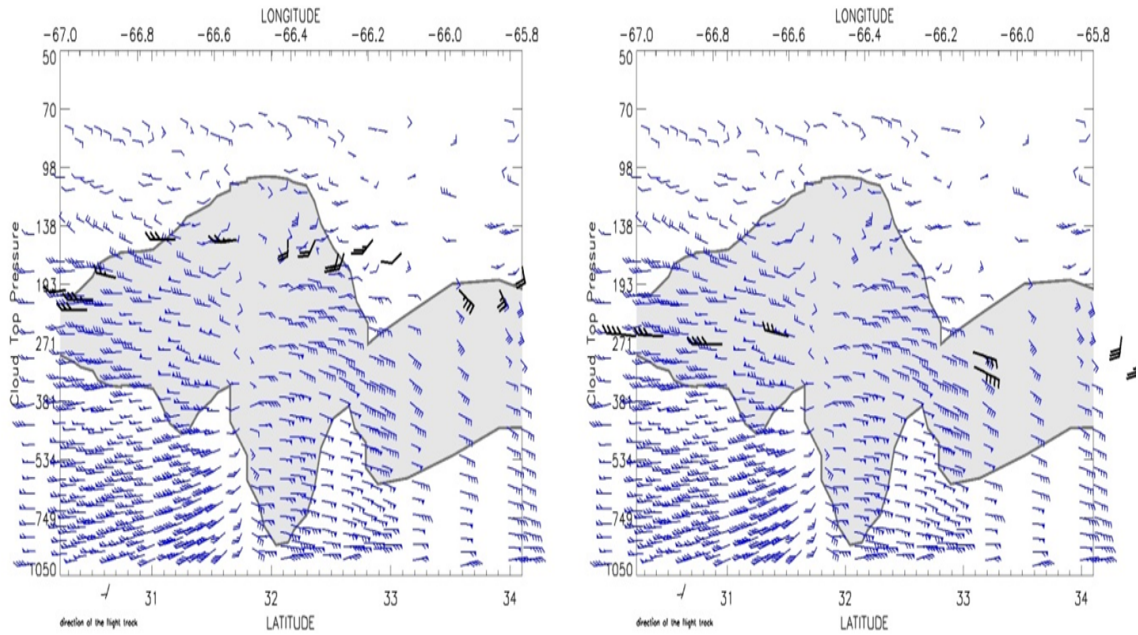 LONGITUDE
-67.0 -66.8 -66.6 -66.4 -66.2 -66.0 -65.8
50
70
98
138
193
271
381
534
749
1050
Cloud Top Pressure
31 32 33 34
LATITUDE
direction of the flight track
LONGITUDE
-67.0 -66.8 -66.6 -66.4 -66.2 -66.0 -65.8
50
70
98
138
193
271
381
534
749
1050
Cloud Top Pressure
31 32 33 34
LATITUDE
direction of the flight track